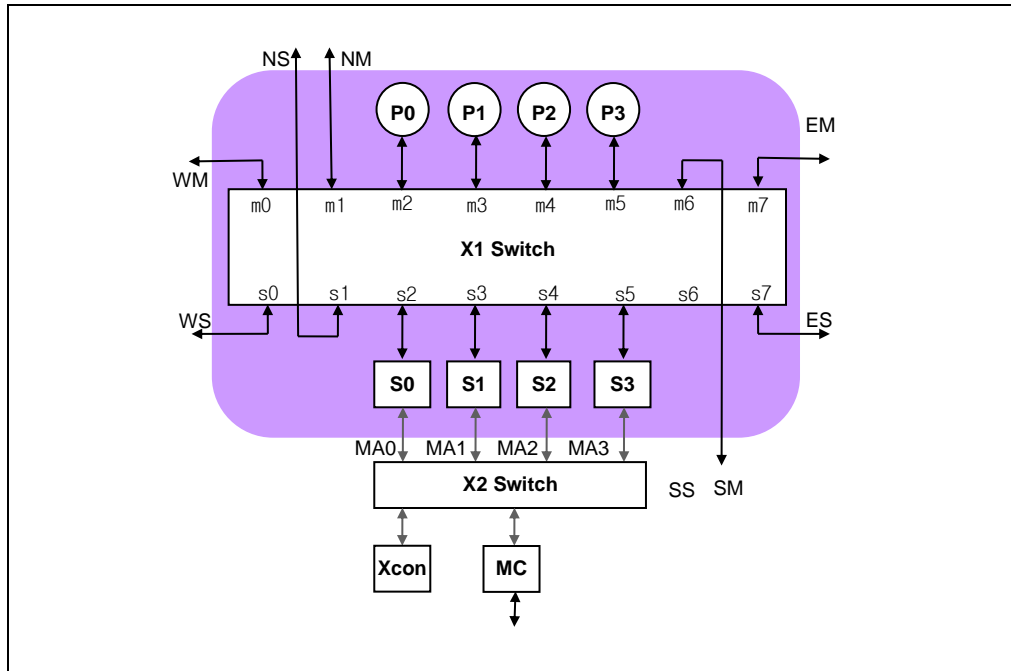 NS NM
P0 P1 P2 P3
EM
WM
m0 m1 m2 m3 m4 m5 m6 m7
X1 Switch
s0 s1 s2 s3 s4 s5 s6 s7
WS ES
S0 S1 S2 S3
MA0 MA1 MA2 MA3
X2 Switch
SS SM
Xcon MC